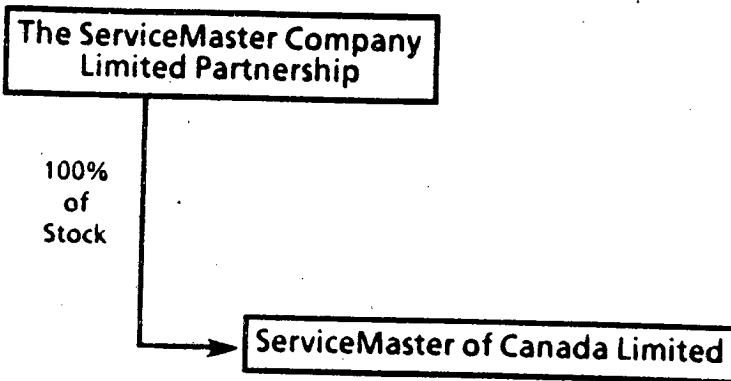 The ServiceMaster Company
Limited Partnership
100%
of
Stock
ServiceMaster of Canada Limited